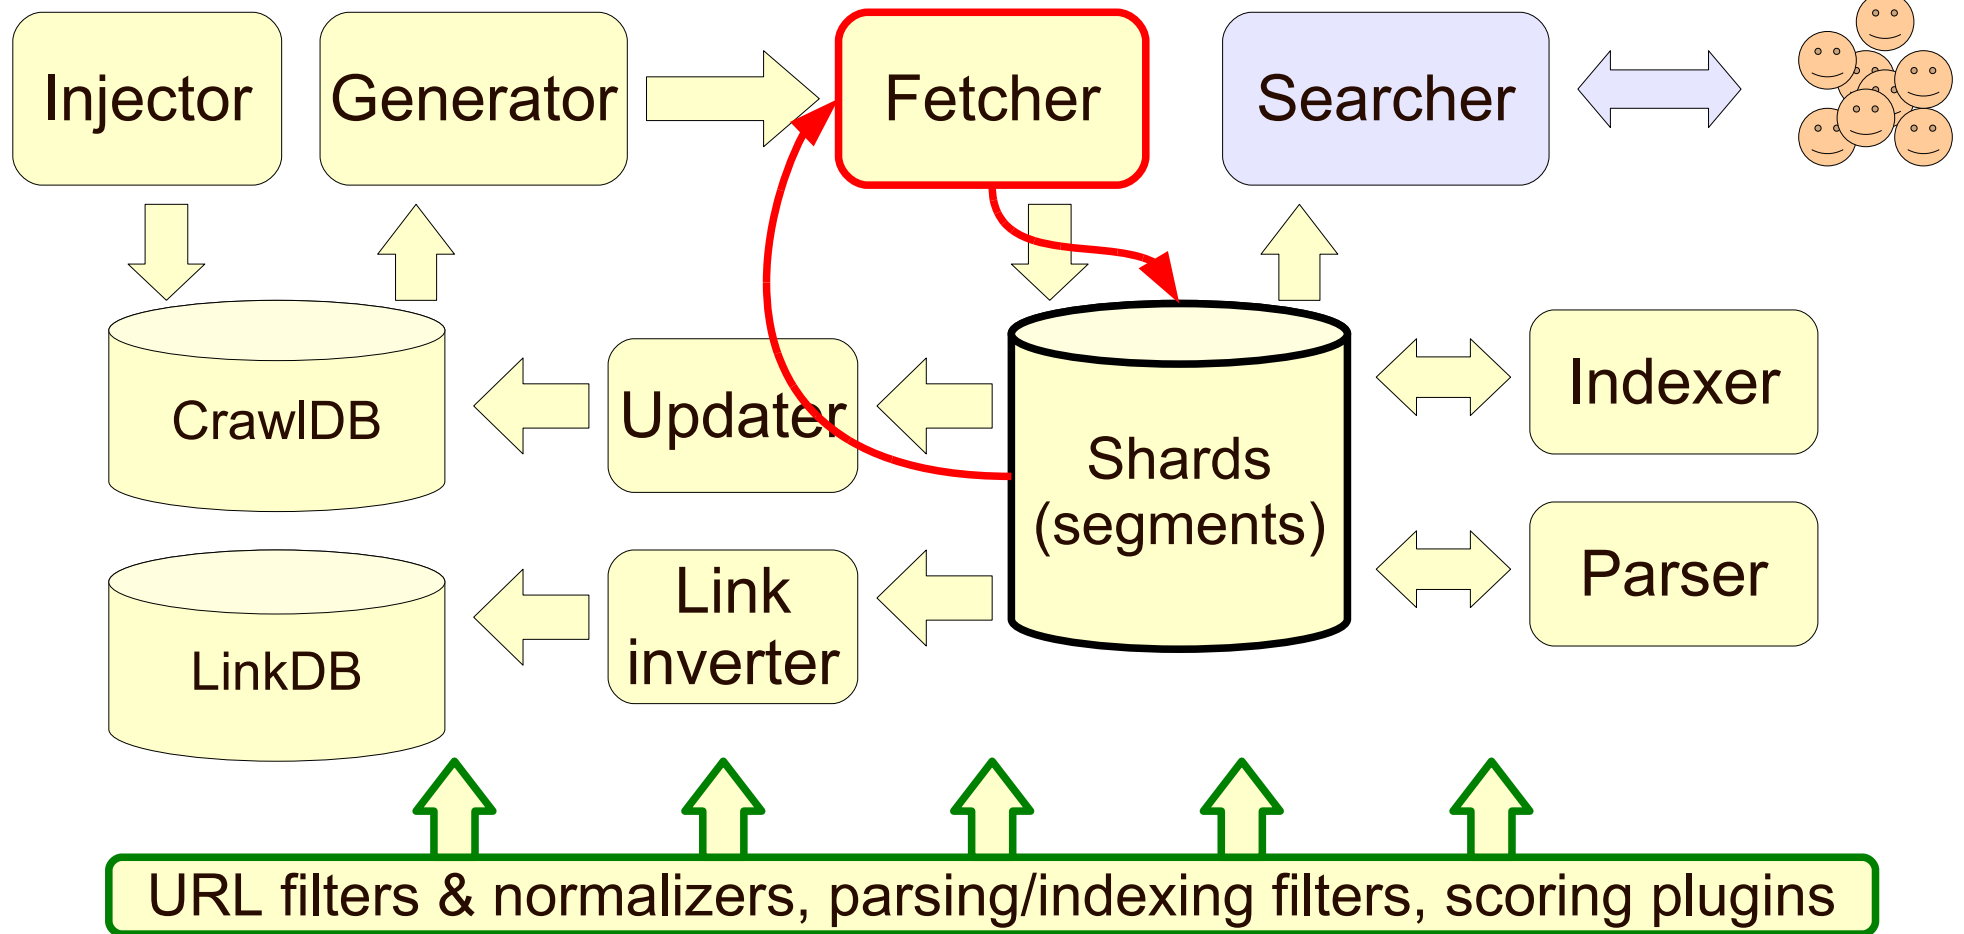 Injector
Generator
Fetcher
Searcher
CrawlDB
Updater
Shards
(segments)
Indexer
LinkDB
Link
inverter
Parser
URL filters & normalizers, parsing/indexing filters, scoring plugins